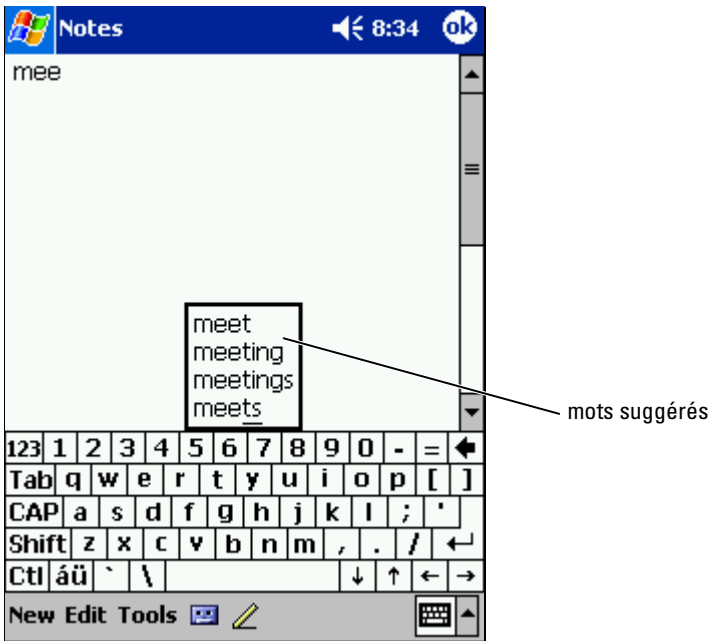 Notes 8:34 ok
mee
meet
meeting
meetings
meets
mots suggérés
123 1 2 3 4 5 6 7 8 9 0 - =
Tab q w e r t y u i o p [ ]
CAP a s d f g h j k l ; '
Shift z x c v b n m , . /
Ctl áü ` \ ↓ ↑ ← →
New Edit Tools